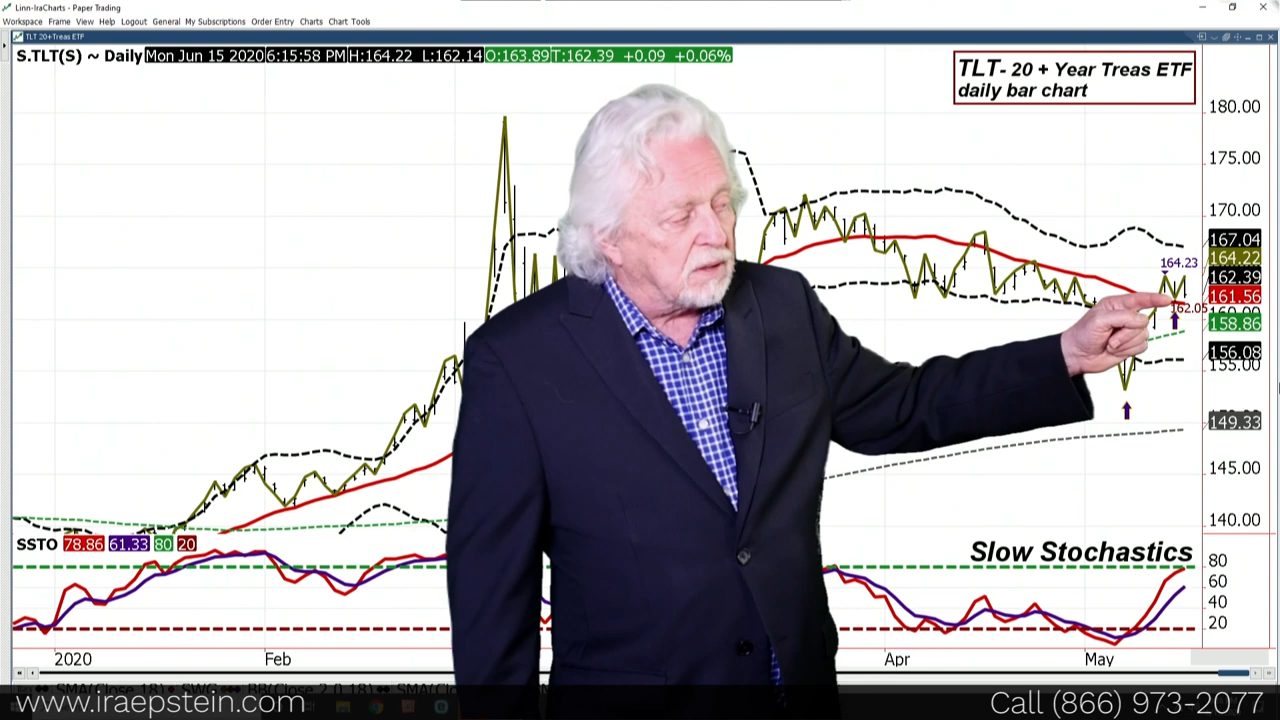 Linn-IraCharts - Paper Trading
Workspace Frame View Help Logout General My Subscriptions Order Entry Charts Chart Tools
TLT 20+Treas ETF
S.TLT(S) ~ Daily Mon Jun 15 2020 6:15:58 PM H:164.22 L:162.14 O:163.89 T:162.39 +0.09 +0.06%
TLT- 20 + Year Treas ETF
daily bar chart
180.00
175.00
170.00
167.04
164.23
164.22
162.39
161.56
162.05
158.86
156.08
155.00
149.33
145.00
140.00
SSTO 78.86 61.33 80 20
Slow Stochastics
80
60
40
20
2020 Feb Apr May
www.iraepstein.com Call (866) 973-2077